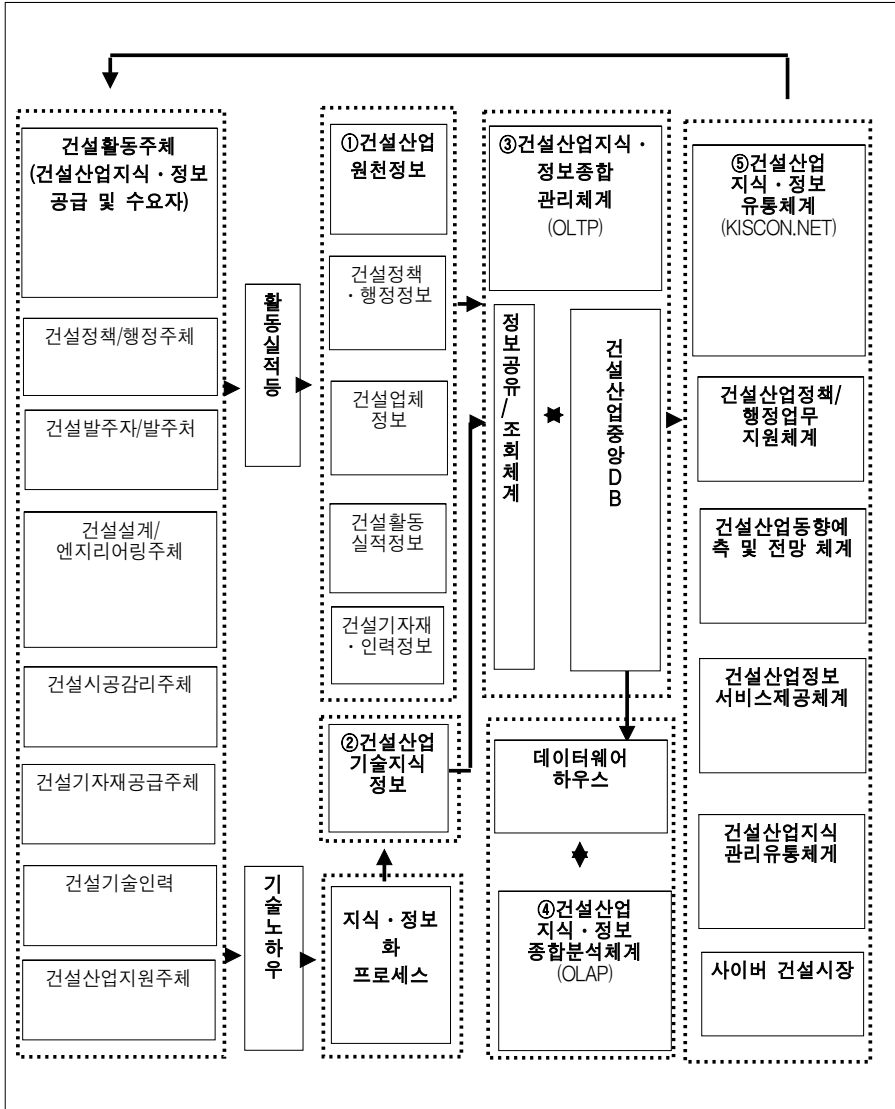 건설활동주체
(건설산업지식·정보
공급 및 수요자)
건설정책/행정주체
건설발주자/발주처
건설설계/
엔지리어링주체
건설시공감리주체
건설기자재공급주체
건설기술인력
건설산업지원주체
활동실적등
기술노하우
①건설산업
원천정보
건설정책
·행정정보
건설업체
정보
건설활동
실적정보
건설기자재
·인력정보
②건설산업
기술지식
정보
지식·정보
화
프로세스
③건설산업지식·
정보종합
관리체계
(OLTP)
정보공유/조회체계
건설산업중앙DB
데이터웨어
하우스
④건설산업
지식·정보
종합분석체계
(OLAP)
⑤건설산업
지식·정보
유통체계
(KISCON.NET)
건설산업정책/
행정업무
지원체계
건설산업동향예
측 및 전망 체계
건설산업정보
서비스제공체계
건설산업지식
관리유통체게
사이버 건설시장